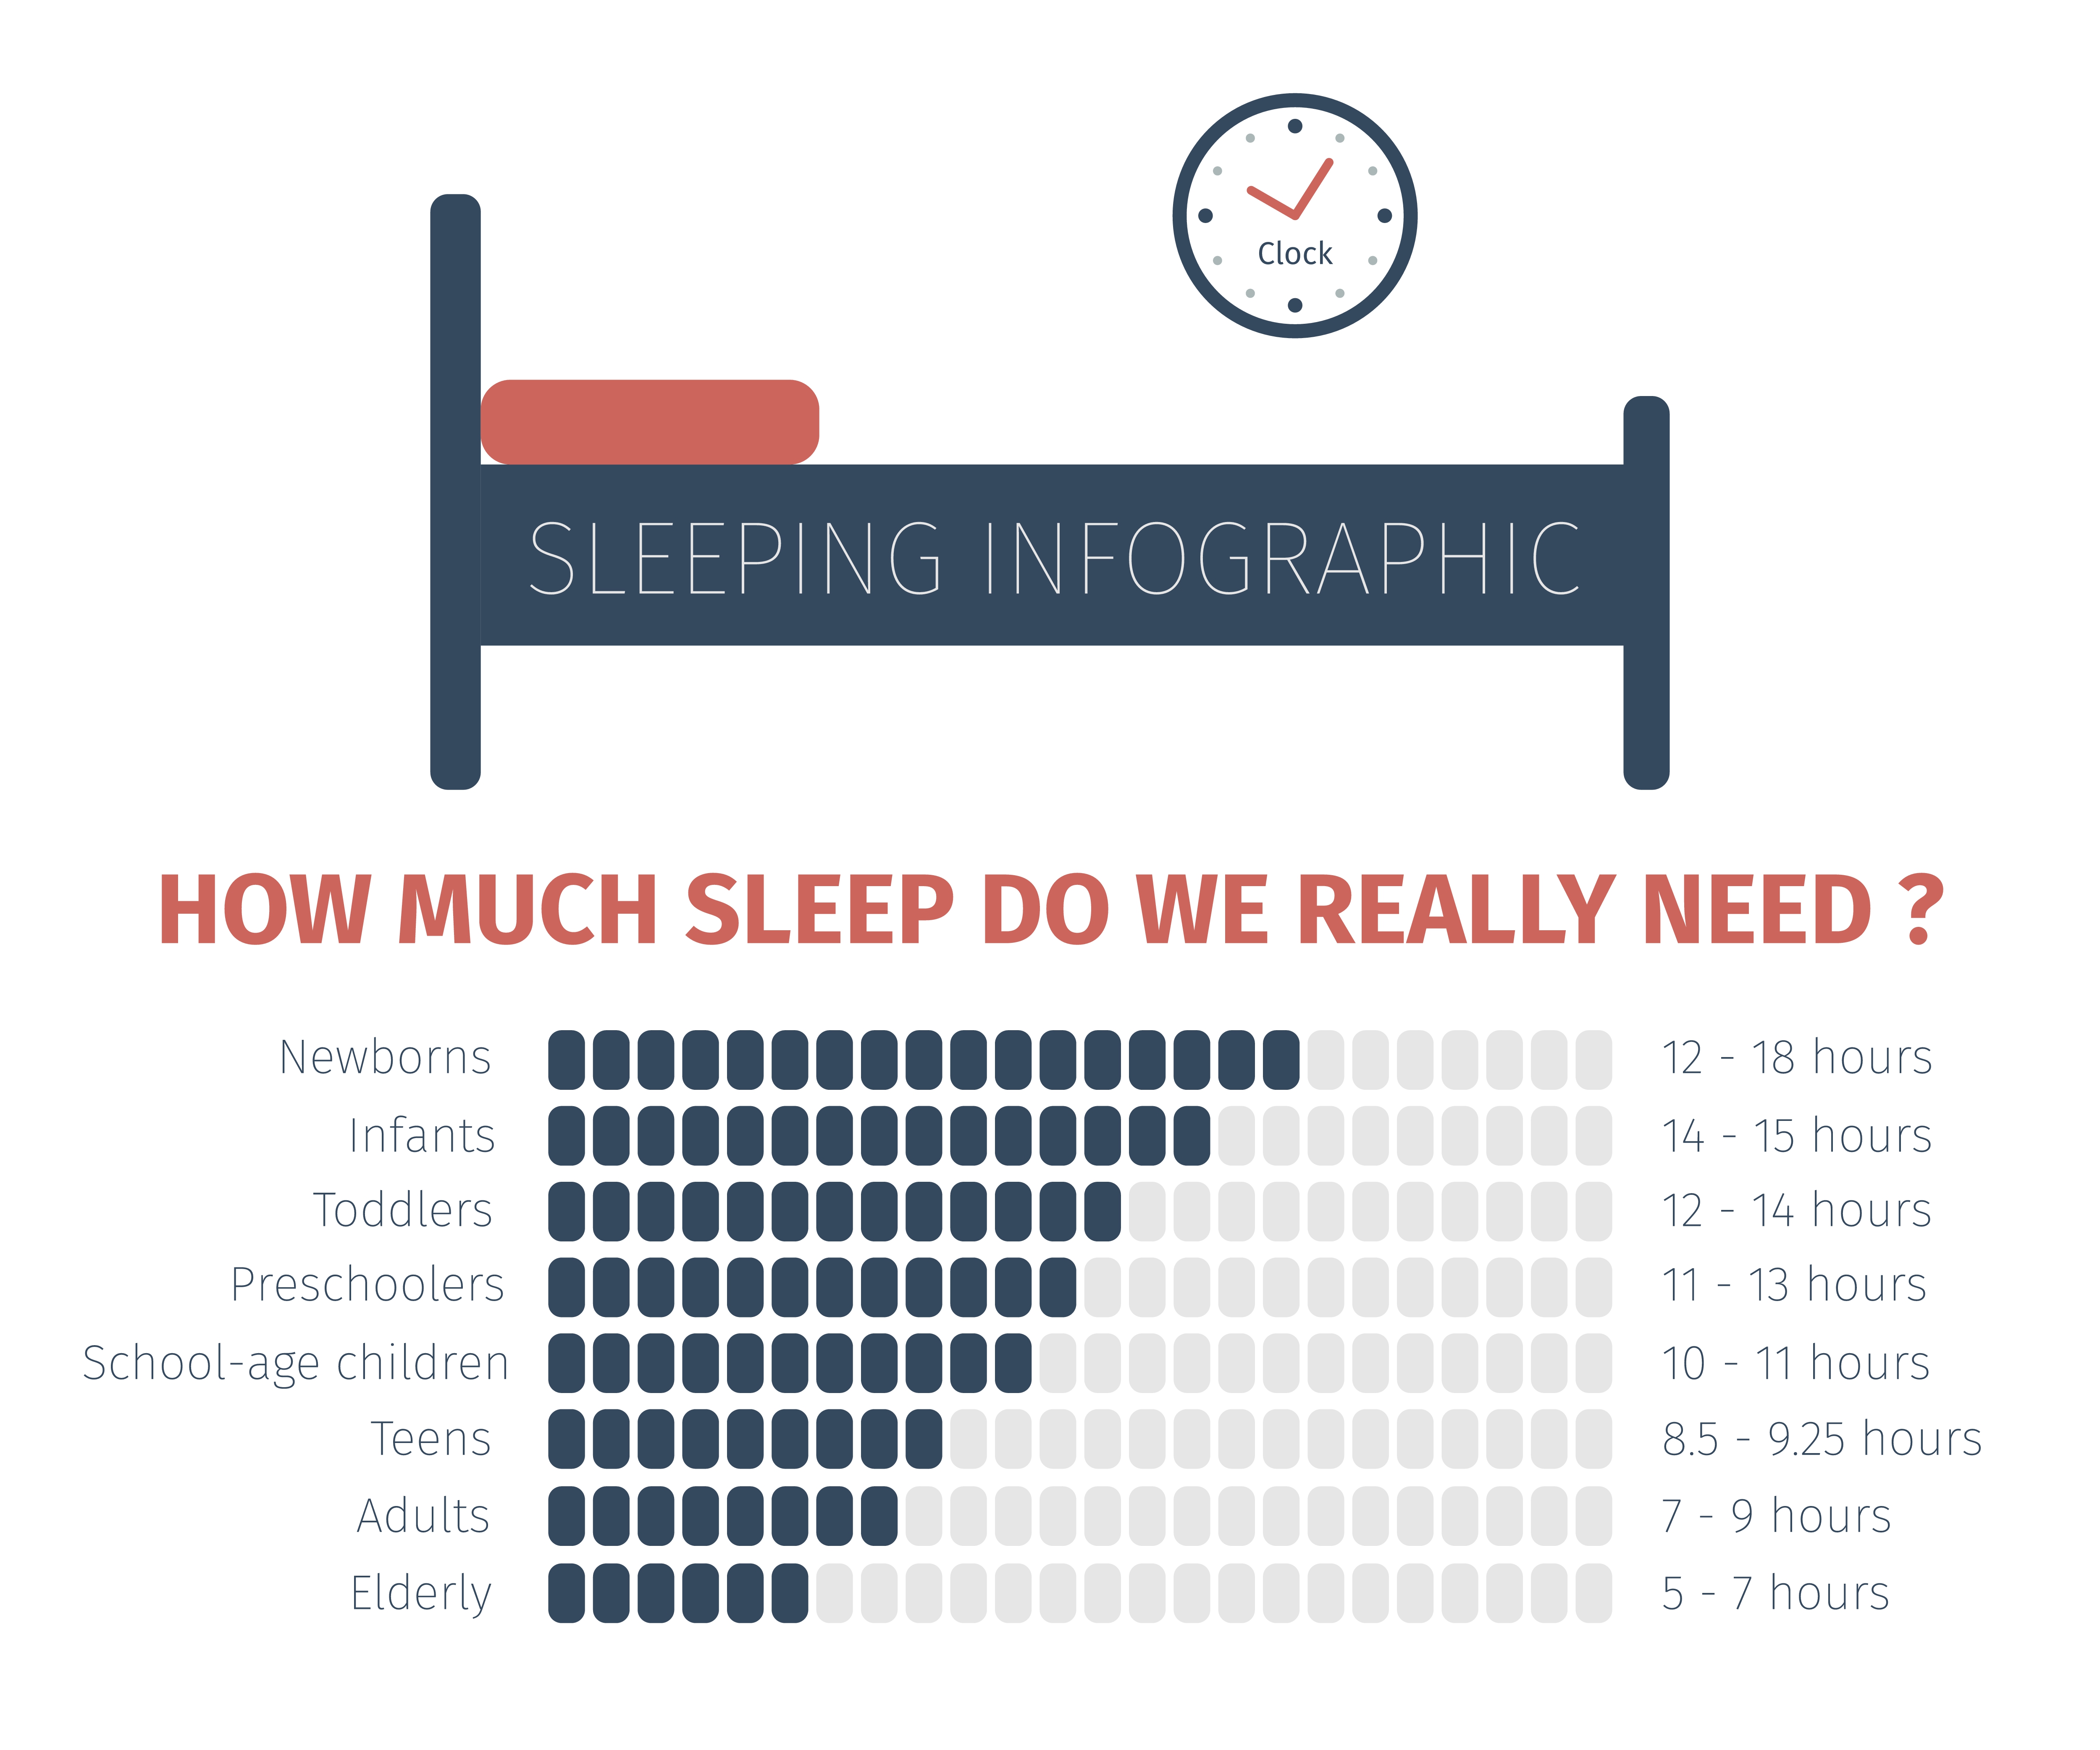 Clock
SLEEPING INFOGRAPHIC
HOW MUCH SLEEP DO WE REALLY NEED ?
Newborns 12 - 18 hours
Infants 14 - 15 hours
Toddlers 12 - 14 hours
Preschoolers 11 - 13 hours
School-age children 10 - 11 hours
Teens 8.5 - 9.25 hours
Adults 7 - 9 hours
Elderly 5 - 7 hours